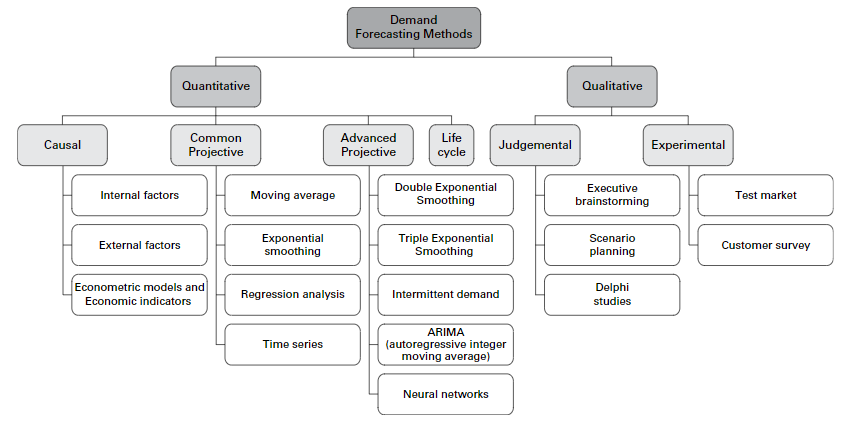 Demand
Forecasting Methods
Quantitative
Qualitative
Causal
Common
Projective
Advanced
Projective
Life
cycle
Judgemental
Experimental
Internal factors
External factors
Econometric models and
Economic indicators
Moving average
Exponential
smoothing
Regression analysis
Time series
Double Exponential
Smoothing
Triple Exponential
Smoothing
Intermittent demand
ARIMA
(autoregressive integer
moving average)
Neural networks
Executive
brainstorming
Scenario
planning
Delphi
studies
Test market
Customer survey